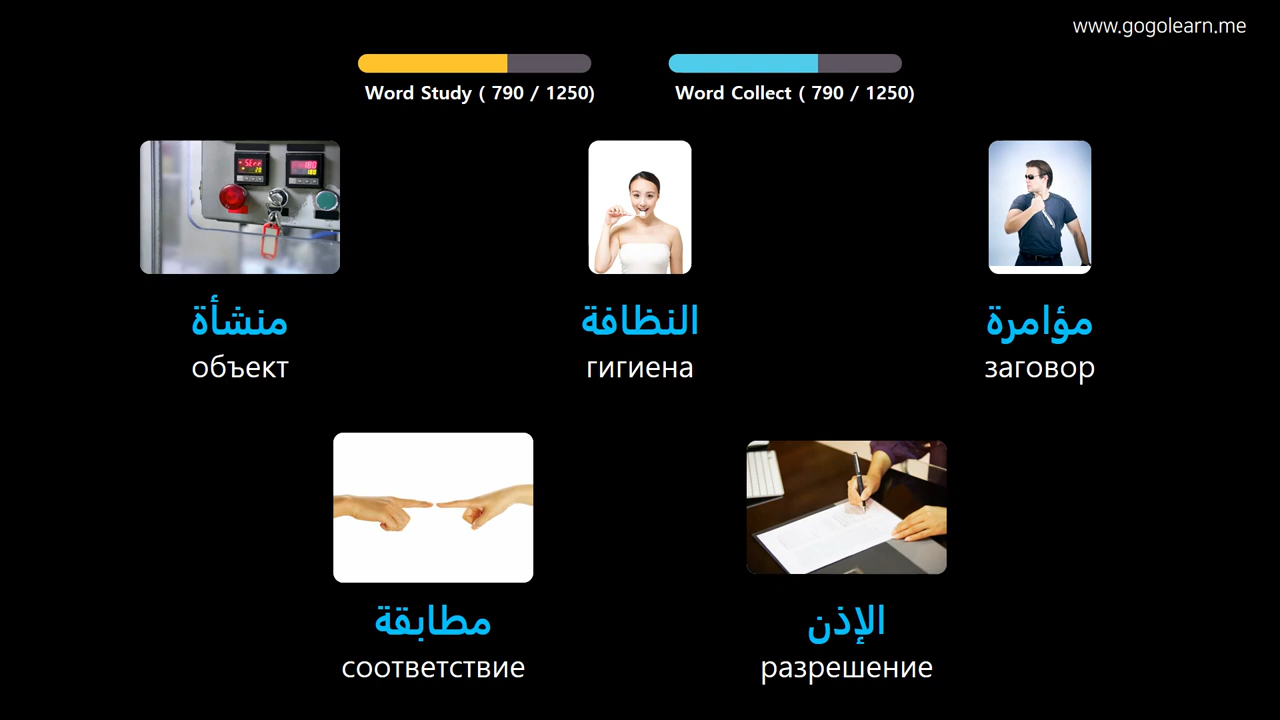 www.gogolearn.me
Word Study ( 790 / 1250)
Word Collect ( 790 / 1250)
منشأة
объект
النظافة
гигиена
مؤامرة
заговор
مطابقة
соответствие
الإذن
разрешение